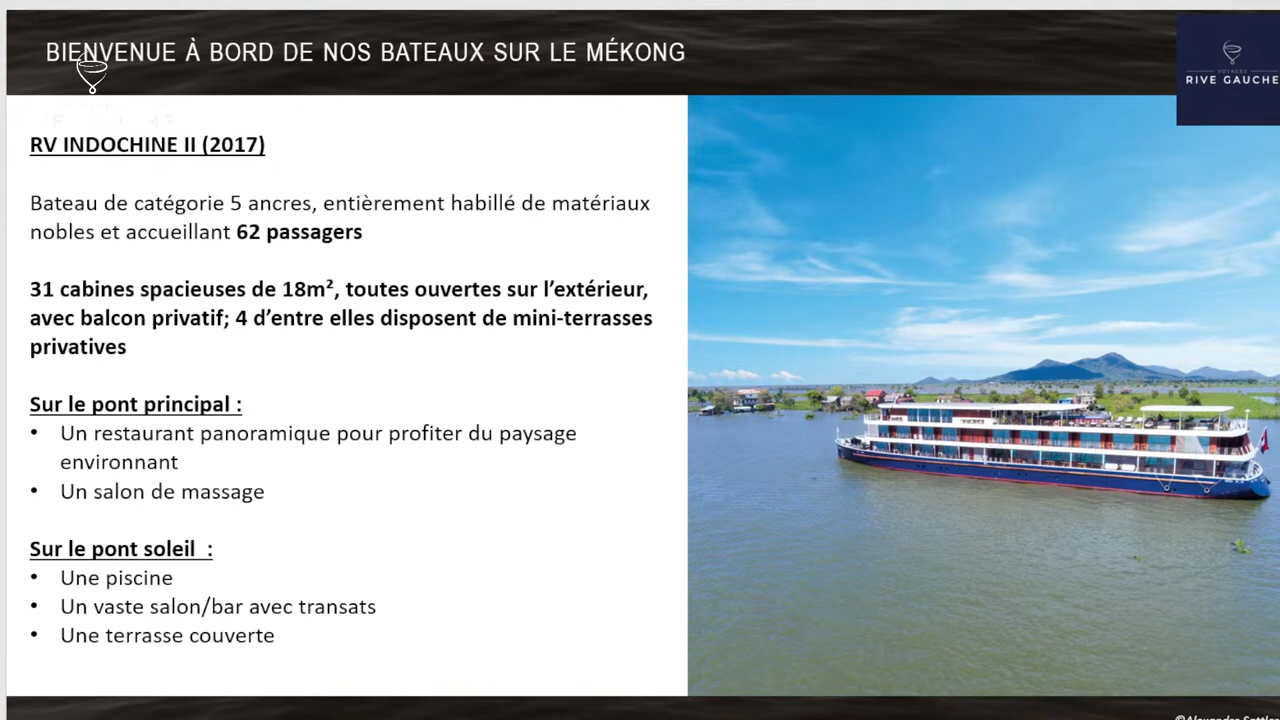 BIENVENUE À BORD DE NOS BATEAUX SUR LE MÉKONG
VOYAGES
RIVE GAUCHE
RV INDOCHINE II (2017)
Bateau de catégorie 5 ancres, entièrement habillé de matériaux
nobles et accueillant 62 passagers
31 cabines spacieuses de 18m², toutes ouvertes sur l’extérieur,
avec balcon privatif; 4 d’entre elles disposent de mini-terrasses
privatives
Sur le pont principal :
• Un restaurant panoramique pour profiter du paysage
environnant
• Un salon de massage
Sur le pont soleil :
• Une piscine
• Un vaste salon/bar avec transats
• Une terrasse couverte